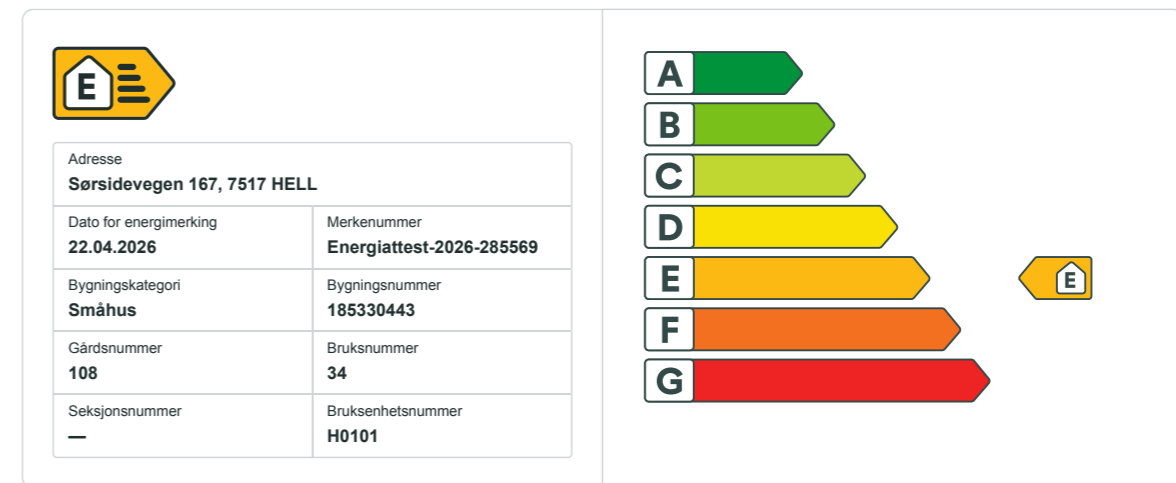 E
Adresse
Sørsidevegen 167, 7517 HELL
Dato for energimerking
22.04.2026
Merkenummer
Energiattest-2026-285569
Bygningskategori
Småhus
Bygningsnummer
185330443
Gårdsnummer
108
Bruksnummer
34
Seksjonsnummer
—
Bruksenhetsnummer
H0101
A
B
C
D
E
E
F
G